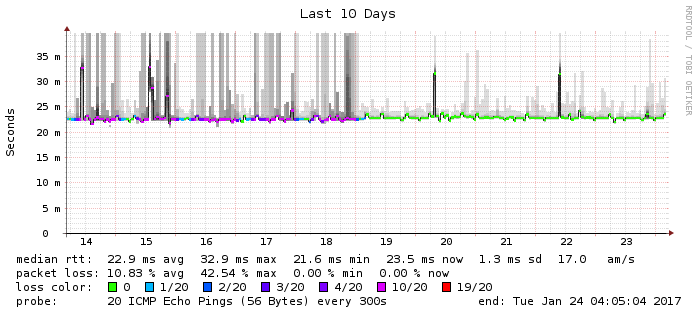 Last 10 Days
RRDTOOL / TOBI OETIKER
Seconds
35 m
30 m
25 m
20 m
15 m
10 m
5 m
0
14 15 16 17 18 19 20 21 22 23
median rtt: 22.9 ms avg 32.9 ms max 21.6 ms min 23.5 ms now 1.3 ms sd 17.0 am/s
packet loss: 10.83 % avg 42.54 % max 0.00 % min 0.00 % now
loss color: 0 1/20 2/20 3/20 4/20 10/20 19/20
probe: 20 ICMP Echo Pings (56 Bytes) every 300s end: Tue Jan 24 04:05:04 2017